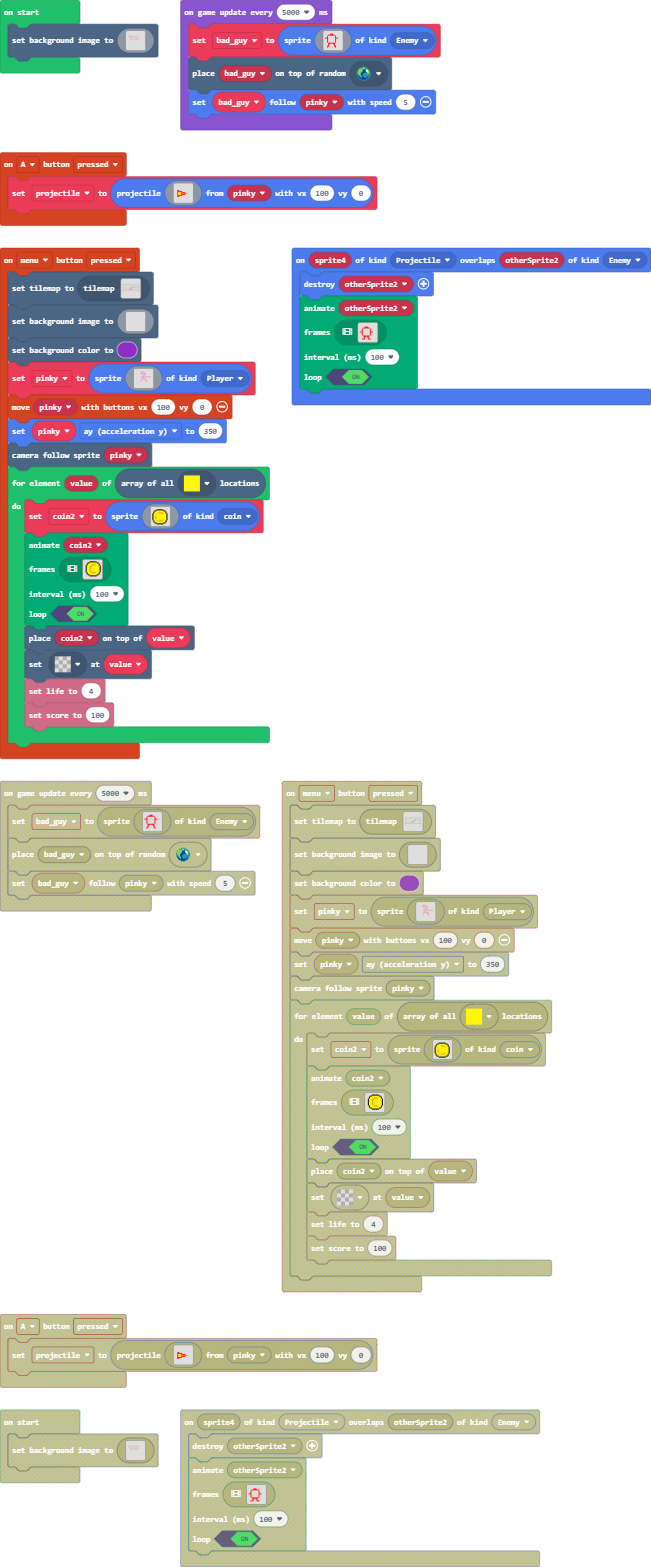 on start
set background image to
on game update every 5000 ms
set bad_guy to sprite of kind Enemy
place bad_guy on top of random
set bad_guy follow pinky with speed 5
on A button pressed
set projectile to projectile from pinky with vx 100 vy 0
on menu button pressed
set tilemap to tilemap
set background image to
set background color to
set pinky to sprite of kind Player
move pinky with buttons vx 100 vy 0
set pinky ay (acceleration y) to 350
camera follow sprite pinky
for element value of array of all locations
do
set coin2 to sprite of kind coin
animate coin2
frames
interval (ms) 100
loop ON
place coin2 on top of value
set at value
set life to 4
set score to 100
on sprite4 of kind Projectile overlaps otherSprite2 of kind Enemy
destroy otherSprite2
animate otherSprite2
frames
interval (ms) 100
loop ON
on game update every 5000 ms
set bad_guy to sprite of kind Enemy
place bad_guy on top of random
set bad_guy follow pinky with speed 5
on menu button pressed
set tilemap to tilemap
set background image to
set background color to
set pinky to sprite of kind Player
move pinky with buttons vx 100 vy 0
set pinky ay (acceleration y) to 350
camera follow sprite pinky
for element value of array of all locations
do
set coin2 to sprite of kind coin
animate coin2
frames
interval (ms) 100
loop ON
place coin2 on top of value
set at value
set life to 4
set score to 100
on A button pressed
set projectile to projectile from pinky with vx 100 vy 0
on start
set background image to
on sprite4 of kind Projectile overlaps otherSprite2 of kind Enemy
destroy otherSprite2
animate otherSprite2
frames
interval (ms) 100
loop ON